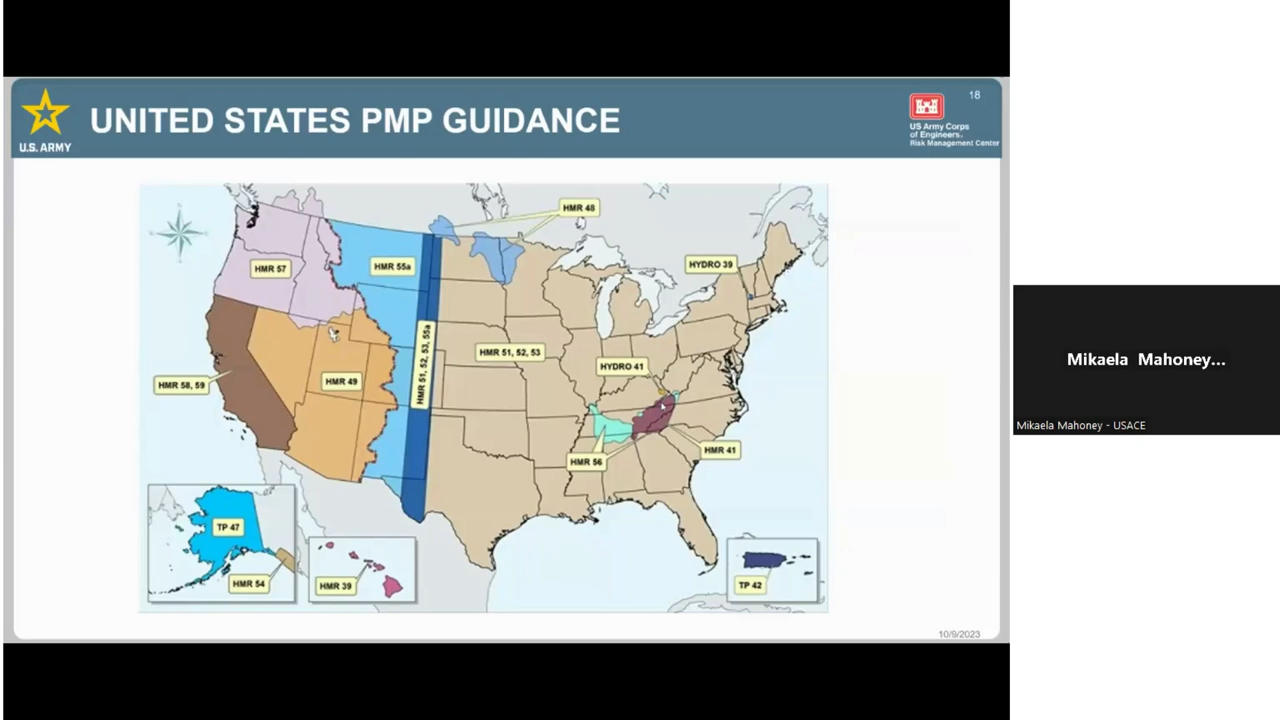 UNITED STATES PMP GUIDANCE
U.S. ARMY
18
US Army Corps
of Engineers.
Risk Management Center
HMR 48
HMR 57
HMR 55a
HYDRO 39
HMR 51, 52, 53, 55a
HMR 51, 52, 53
HYDRO 41
HMR 58, 59
HMR 49
HMR 41
HMR 56
TP 47
HMR 54
HMR 39
TP 42
10/9/2023
Mikaela Mahoney...
Mikaela Mahoney - USACE